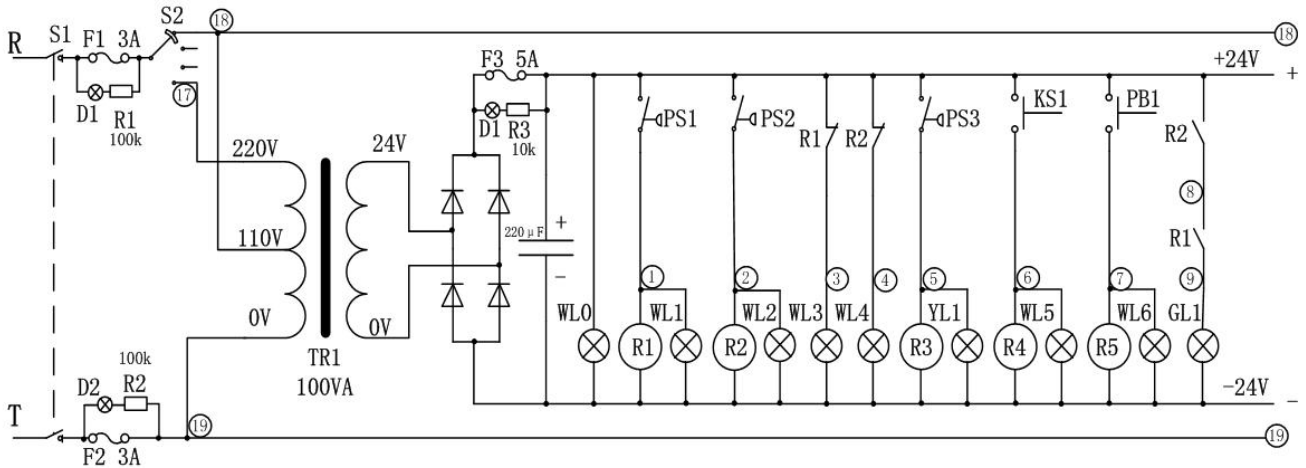 S2
18
R
S1
F1 3A
18
D1
R1
100k
17
F3 5A
+24V
+
D1
R3
10k
220V
24V
PS1
PS2
R1
R2
PS3
KS1
PB1
R2
8
R1
110V
220μF
+
−
1
2
3
4
5
6
7
9
0V
0V
WL0
WL1
WL2
WL3
WL4
YL1
WL5
WL6
GL1
R1
R2
R3
R4
R5
TR1
100VA
100k
D2
R2
-24V
-
T
19
19
F2 3A